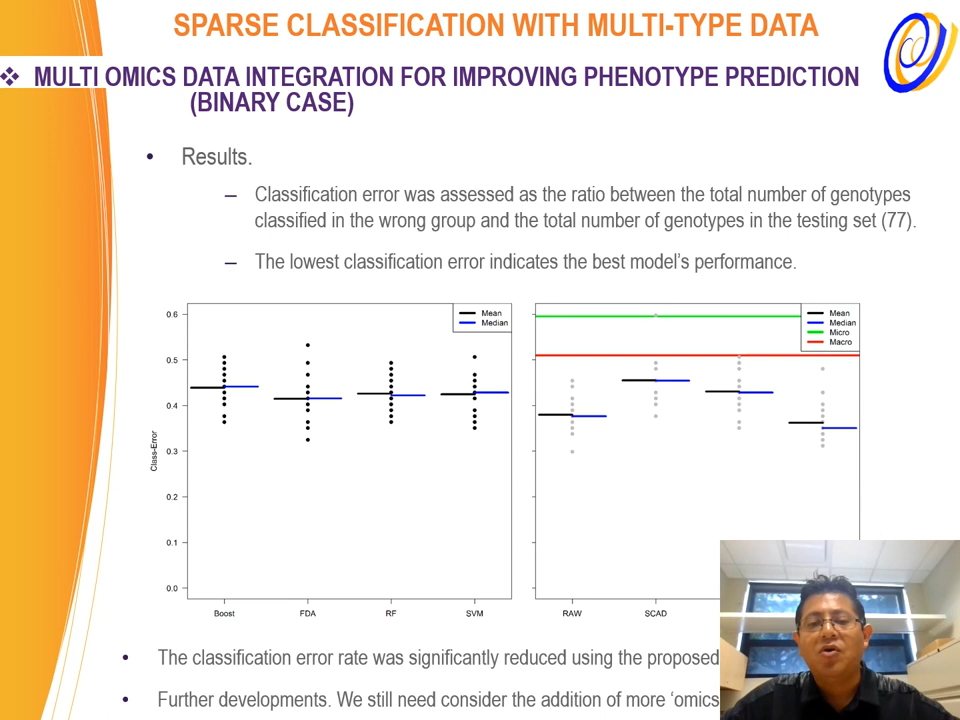 SPARSE CLASSIFICATION WITH MULTI-TYPE DATA
❖ MULTI OMICS DATA INTEGRATION FOR IMPROVING PHENOTYPE PREDICTION
(BINARY CASE)
• Results.
– Classification error was assessed as the ratio between the total number of genotypes
classified in the wrong group and the total number of genotypes in the testing set (77).
– The lowest classification error indicates the best model's performance.
Mean
Median
Mean
Median
Micro
Macro
0.6
0.5
0.4
0.3
0.2
0.1
0.0
Class-Error
Boost FDA RF SVM RAW SCAD
• The classification error rate was significantly reduced using the proposed
• Further developments. We still need consider the addition of more 'omics